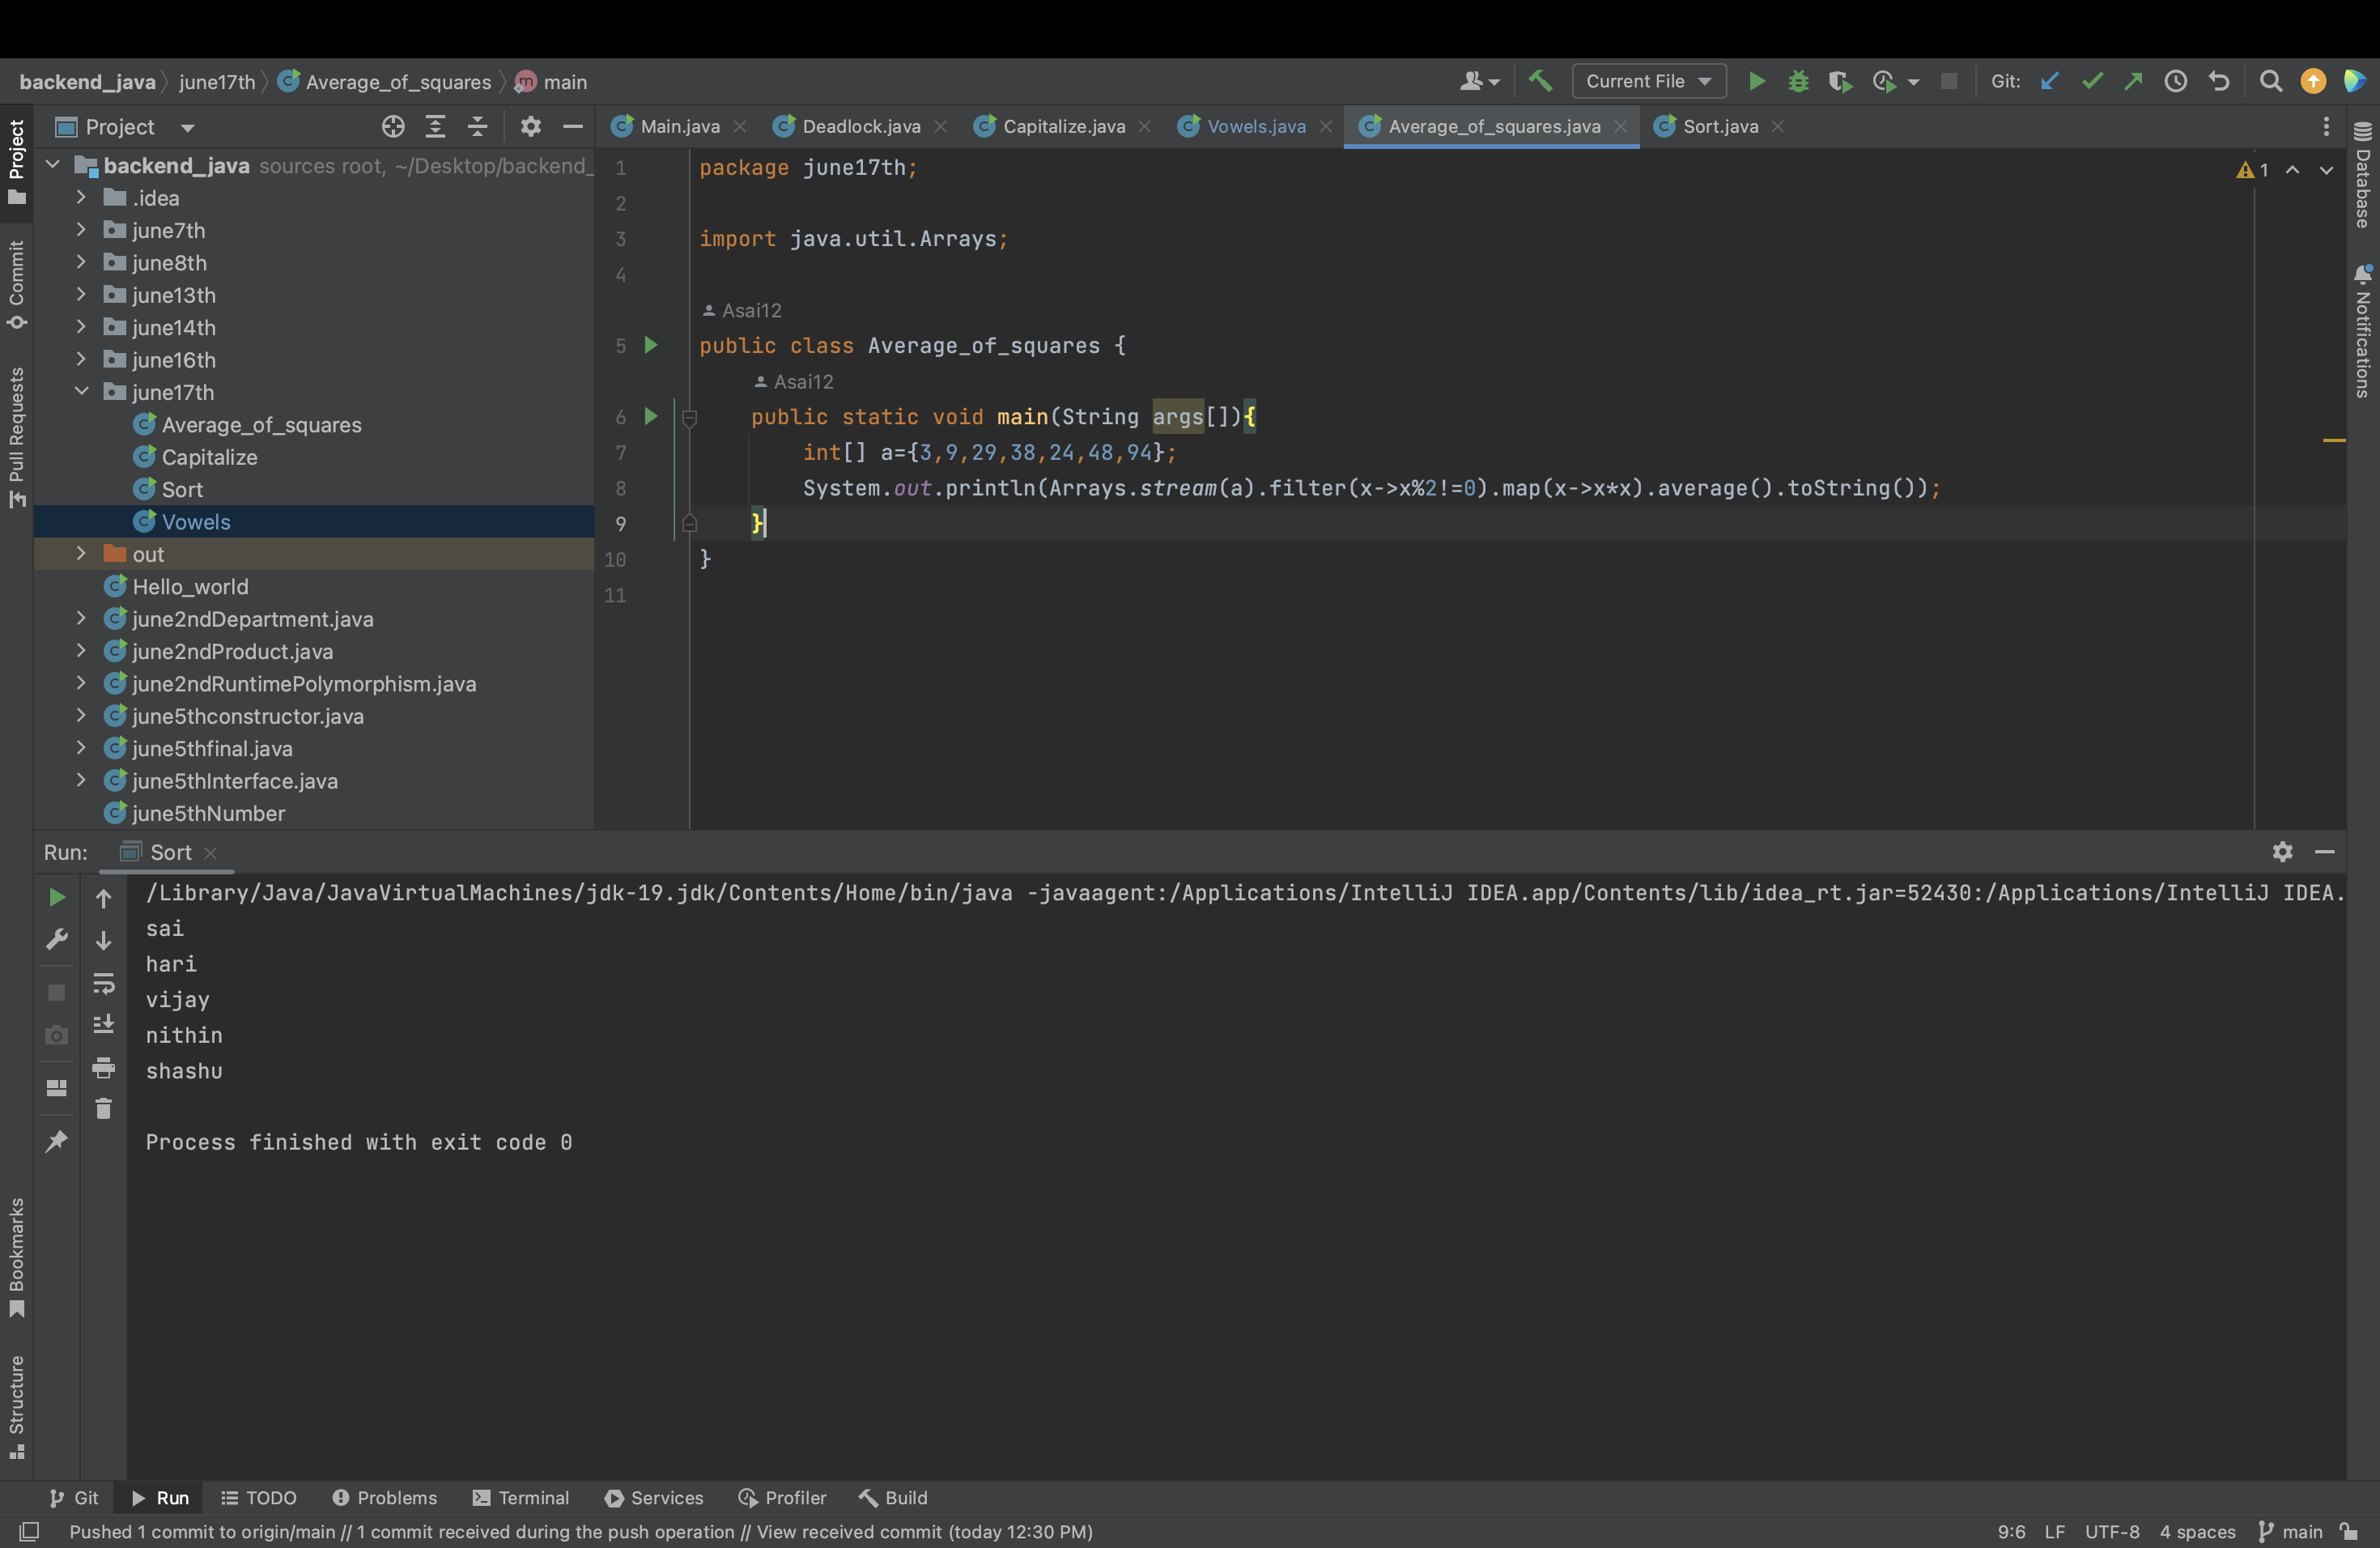 backend_java june17th Average_of_squares main
Current File Git:
Project
Main.java Deadlock.java Capitalize.java Vowels.java Average_of_squares.java Sort.java
Project
Commit
Pull Requests
backend_java sources root, ~/Desktop/backend_
.idea
june7th
june8th
june13th
june14th
june16th
june17th
Average_of_squares
Capitalize
Sort
Vowels
out
Hello_world
june2ndDepartment.java
june2ndProduct.java
june2ndRuntimePolymorphism.java
june5thconstructor.java
june5thfinal.java
june5thInterface.java
june5thNumber
1 package june17th;
2
3 import java.util.Arrays;
4
Asai12
5 public class Average_of_squares {
Asai12
6 public static void main(String args[]){
7 int[] a={3,9,29,38,24,48,94};
8 System.out.println(Arrays.stream(a).filter(x->x%2!=0).map(x->x*x).average().toString());
9 }
10 }
11
1
Database
Notifications
Run: Sort
/Library/Java/JavaVirtualMachines/jdk-19.jdk/Contents/Home/bin/java -javaagent:/Applications/IntelliJ IDEA.app/Contents/lib/idea_rt.jar=52430:/Applications/IntelliJ IDEA.
sai
hari
vijay
nithin
shashu
Process finished with exit code 0
Bookmarks
Structure
Git Run TODO Problems Terminal Services Profiler Build
Pushed 1 commit to origin/main // 1 commit received during the push operation // View received commit (today 12:30 PM) 9:6 LF UTF-8 4 spaces main